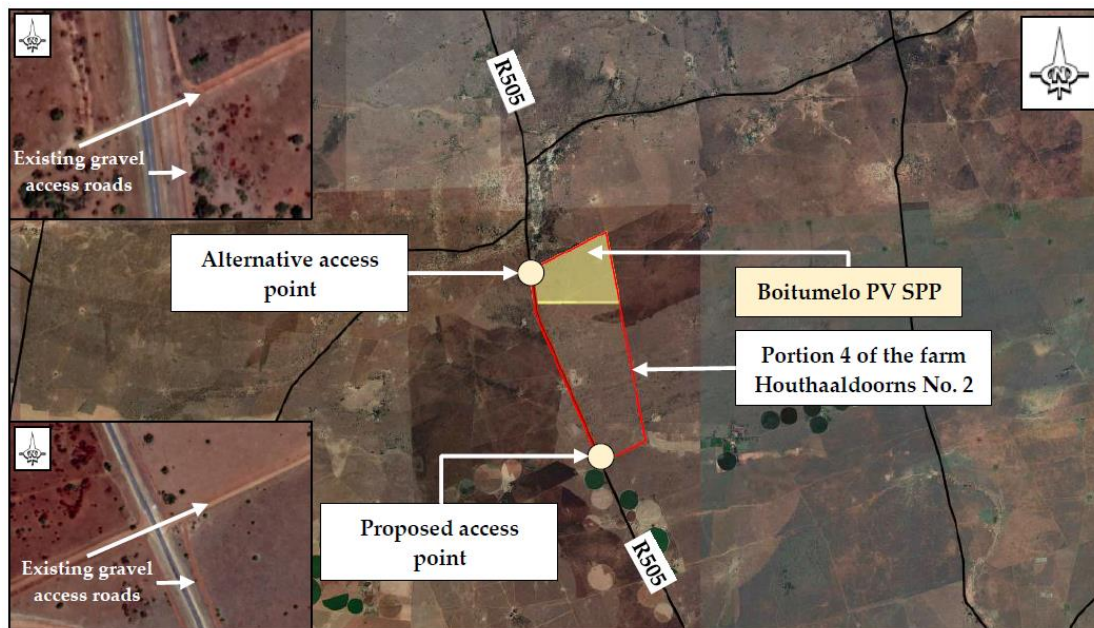 R505
Existing gravel
access roads
Alternative access
point
Boitumelo PV SPP
Portion 4 of the farm
Houthaaldoorns No. 2
Proposed access
point
Existing gravel
access roads
R505